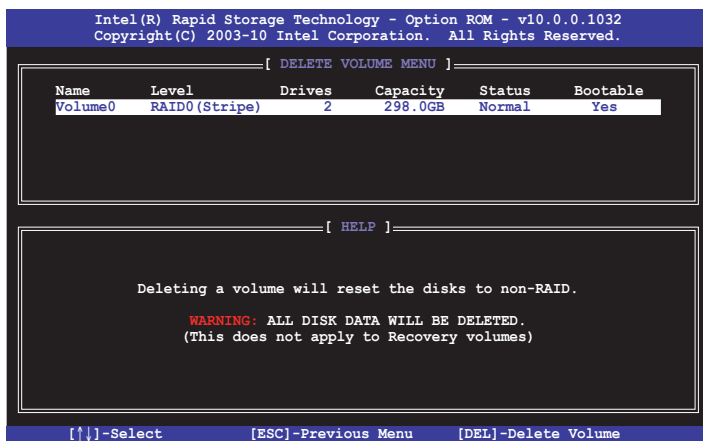 Intel(R) Rapid Storage Technology - Option ROM - v10.0.0.1032
Copyright(C) 2003-10 Intel Corporation. All Rights Reserved.
[ DELETE VOLUME MENU ]
Name Level Drives Capacity Status Bootable
Volume0 RAID0(Stripe) 2 298.0GB Normal Yes
[ HELP ]
Deleting a volume will reset the disks to non-RAID.
WARNING: ALL DISK DATA WILL BE DELETED.
(This does not apply to Recovery volumes)
[↑↓]-Select [ESC]-Previous Menu [DEL]-Delete Volume